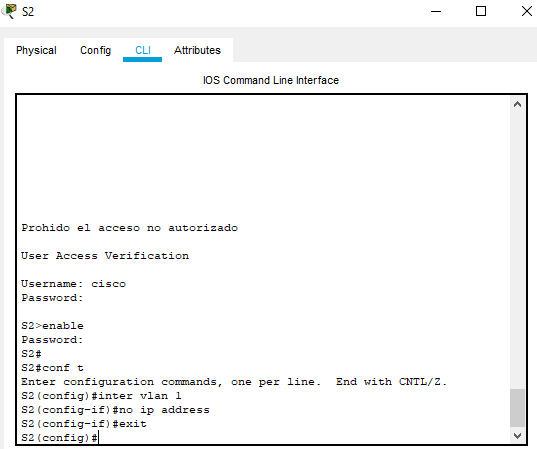 S2
Physical Config CLI Attributes
IOS Command Line Interface
Prohido el acceso no autorizado
User Access Verification
Username: cisco
Password:
S2>enable
Password:
S2#
S2#conf t
Enter configuration commands, one per line.  End with CNTL/Z.
S2(config)#inter vlan 1
S2(config-if)#no ip address
S2(config-if)#exit
S2(config)#